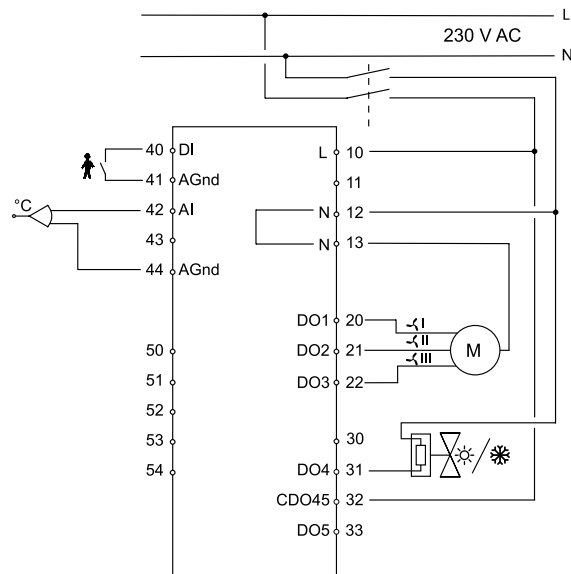 L
230 V AC
N
40 DI
L 10
41 AGnd
11
°C
42 AI
N 12
43
N 13
44 AGnd
DO1 20 I
II
50
DO2 21
M
III
51
DO3 22
52
53
30
54
DO4 31
CDO45 32
DO5 33